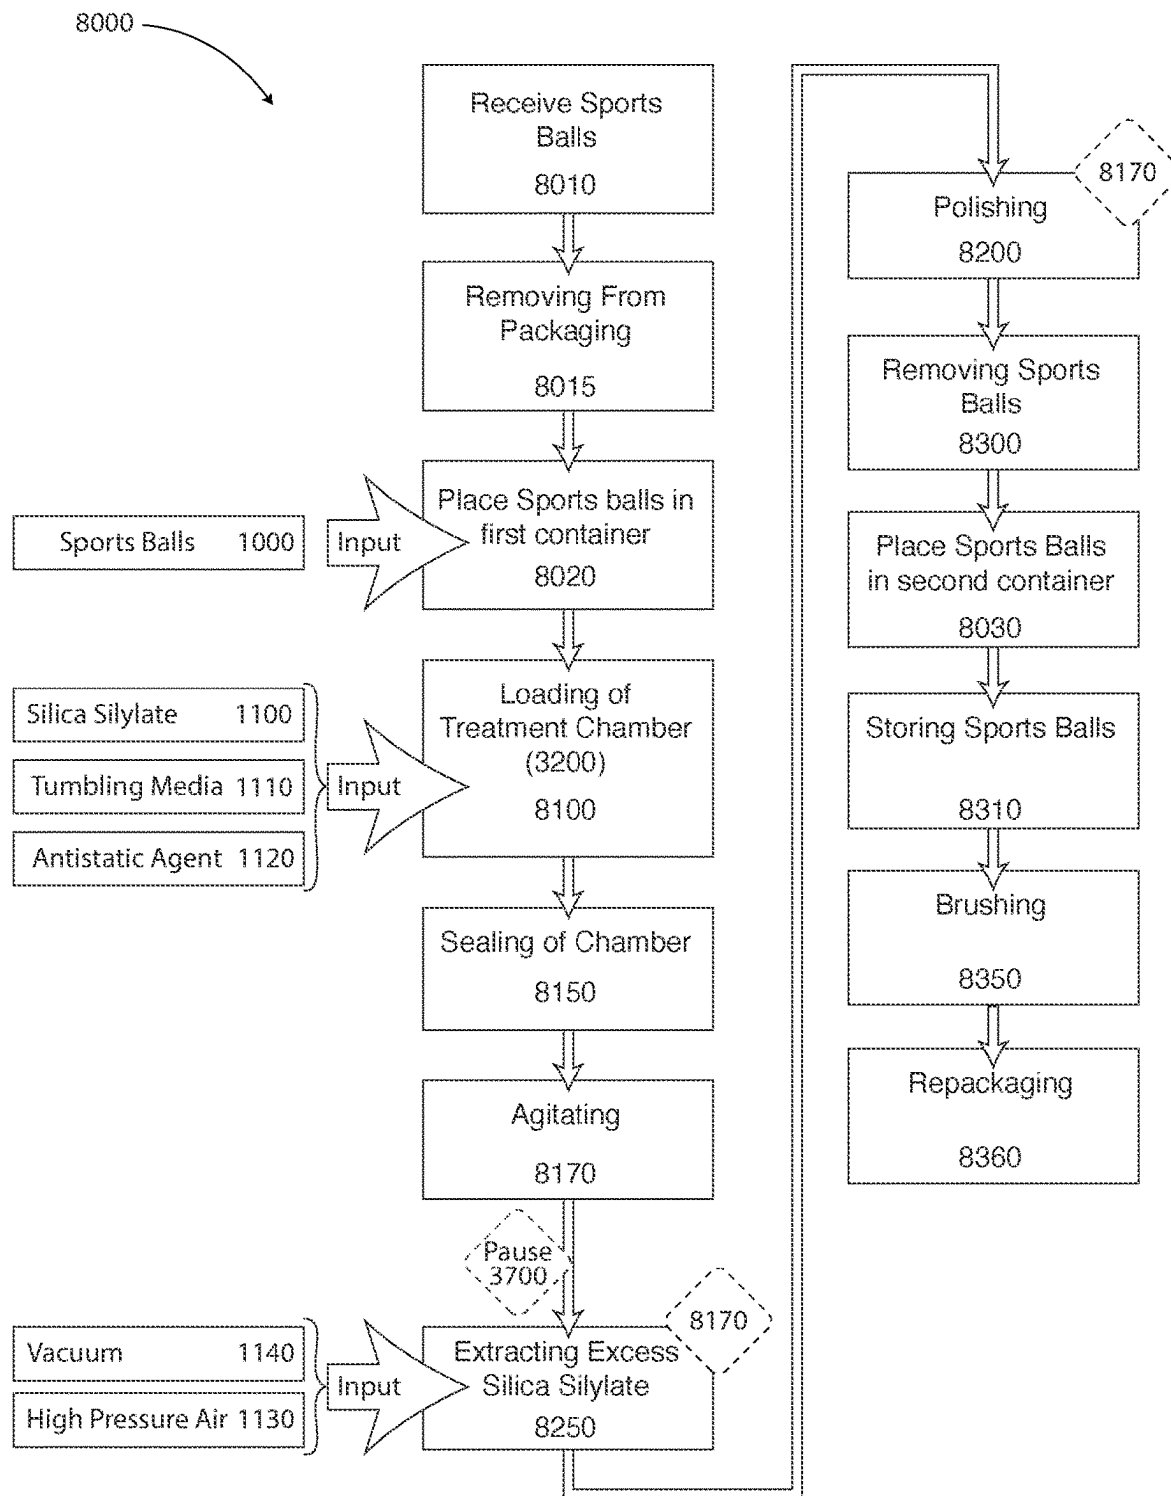 8000
Receive Sports
Balls
8010
Removing From
Packaging
8015
Sports Balls 1000
Input
Place Sports balls in
first container
8020
Silica Silylate 1100
Tumbling Media 1110
Antistatic Agent 1120
Input
Loading of
Treatment Chamber
(3200)
8100
Sealing of Chamber
8150
Agitating
8170
Pause
3700
8170
Vacuum 1140
High Pressure Air 1130
Input
Extracting Excess
Silica Silylate
8250
8170
Polishing
8200
Removing Sports
Balls
8300
Place Sports Balls
in second container
8030
Storing Sports Balls
8310
Brushing
8350
Repackaging
8360